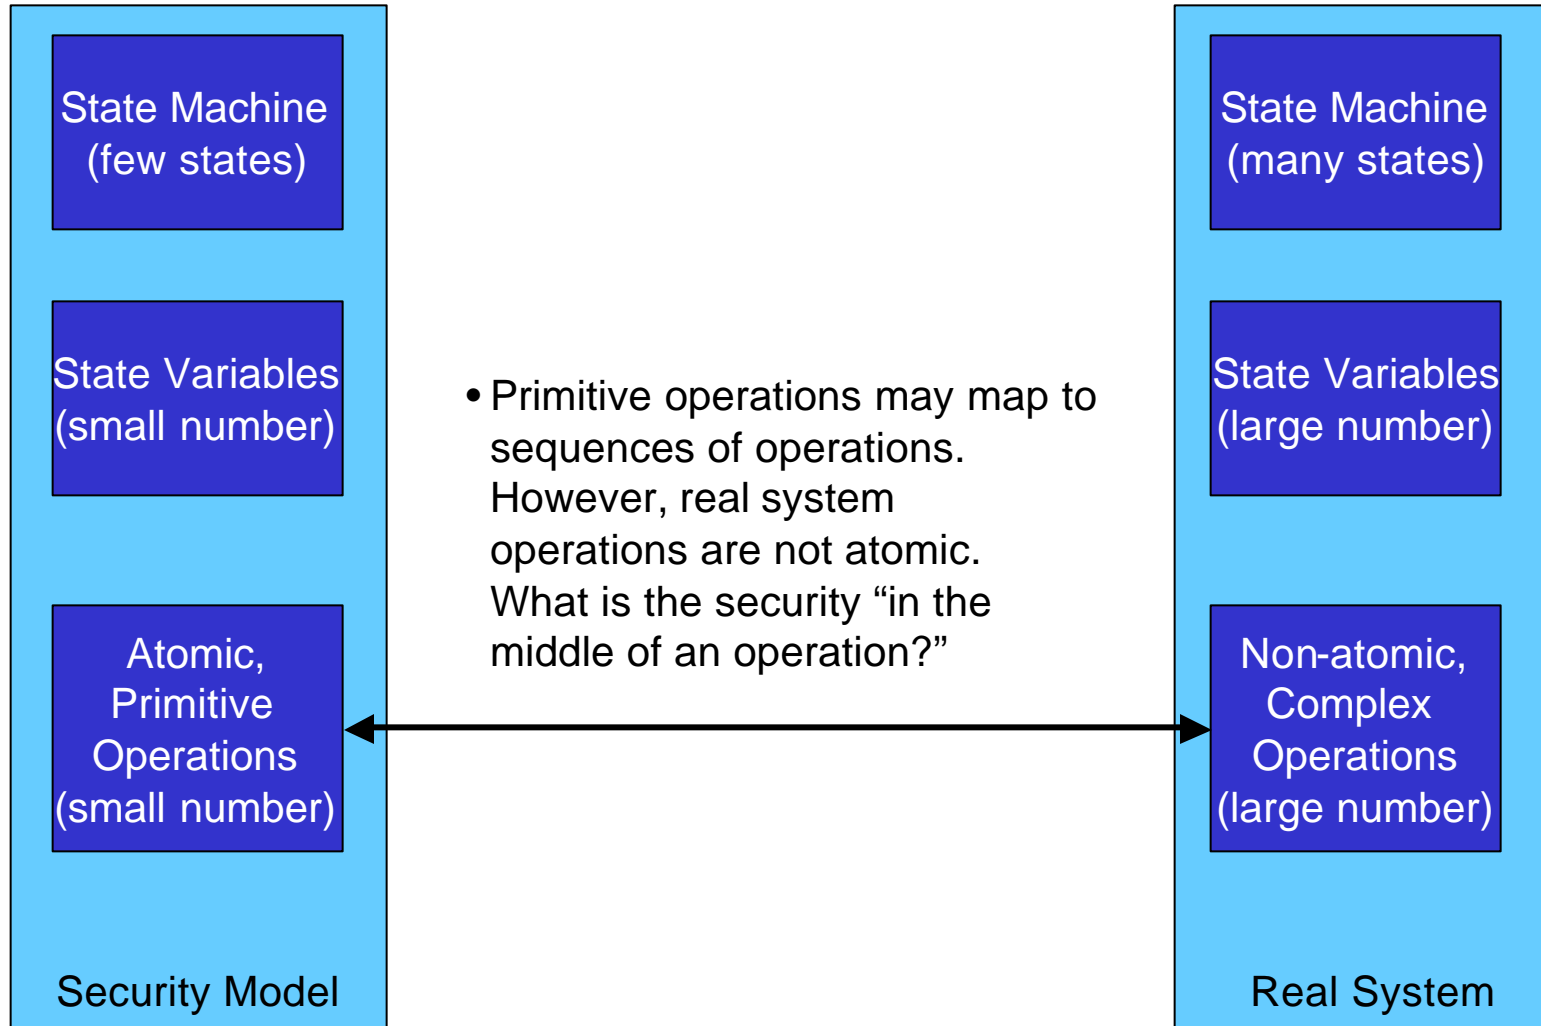 State Machine
(few states)
State Variables
(small number)
Atomic,
Primitive
Operations
(small number)
Security Model
• Primitive operations may map to
sequences of operations.
However, real system
operations are not atomic.
What is the security “in the
middle of an operation?”
State Machine
(many states)
State Variables
(large number)
Non-atomic,
Complex
Operations
(large number)
Real System